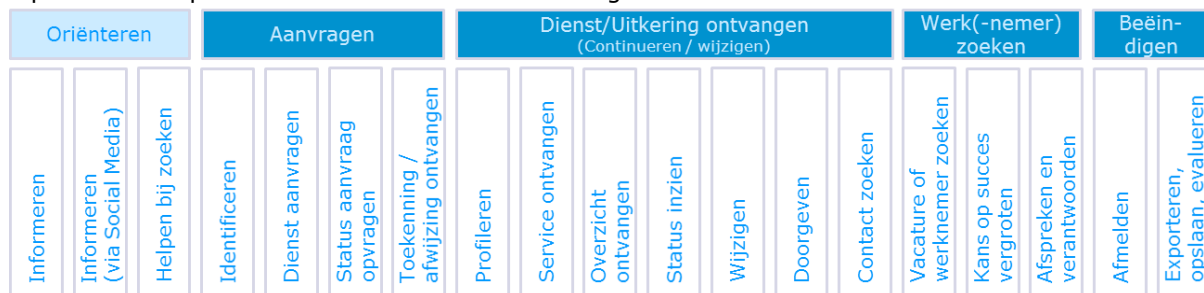 Oriënteren
Aanvragen
Dienst/Uitkering ontvangen
(Continueren / wijzigen)
Werk(-nemer)
zoeken
Beëin-
digen
Informeren
Informeren
(via Social Media)
Helpen bij zoeken
Identificeren
Dienst aanvragen
Status aanvraag
opvragen
Toekenning /
afwijzing ontvangen
Profileren
Service ontvangen
Overzicht
ontvangen
Status inzien
Wijzigen
Doorgeven
Contact zoeken
Vacature of
werknemer zoeken
Kans op succes
vergroten
Afspreken en
verantwoorden
Afmelden
Exporteren,
opslaan, evalueren